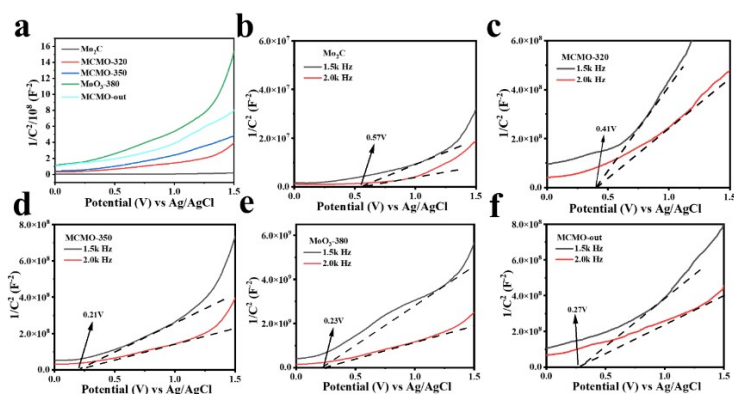 a
1/C²/10⁸ (F⁻²)
16
14
12
10
8
6
4
2
0
Mo₂C
MCMO-320
MCMO-350
MoO₂-380
MCMO-out
0.0 0.5 1.0 1.5
Potential (V) vs Ag/AgCl
b
1/C² (F⁻²)
6.0×10⁷
4.0×10⁷
2.0×10⁷
0.0
Mo₂C
1.5k Hz
2.0k Hz
0.57V
0.0 0.5 1.0 1.5
Potential (V) vs Ag/AgCl
c
1/C² (F⁻²)
6.0×10⁸
4.0×10⁸
2.0×10⁸
0.0
MCMO-320
1.5k Hz
2.0k Hz
0.41V
0.0 0.5 1.0 1.5
Potential (V) vs Ag/AgCl
d
1/C² (F⁻²)
8.0×10⁸
6.0×10⁸
4.0×10⁸
2.0×10⁸
0.0
MCMO-350
1.5k Hz
2.0k Hz
0.21V
0.0 0.5 1.0 1.5
Potential (V) vs Ag/AgCl
e
1/C² (F⁻²)
6.0×10⁹
4.0×10⁹
2.0×10⁹
0.0
MoO₂-380
1.5k Hz
2.0k Hz
0.23V
0.0 0.5 1.0 1.5
Potential (V) vs Ag/AgCl
f
1/C² (F⁻²)
8.0×10⁸
6.0×10⁸
4.0×10⁸
2.0×10⁸
0.0
MCMO-out
1.5k Hz
2.0k Hz
0.27V
0.0 0.5 1.0 1.5
Potential (V) vs Ag/AgCl